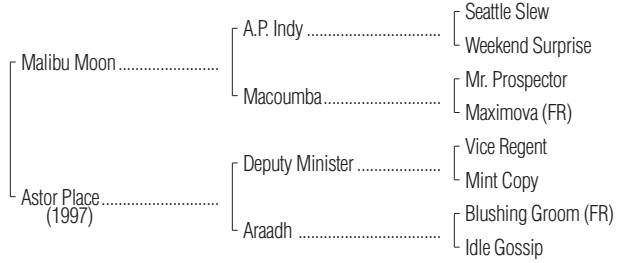 Seattle Slew
A.P. Indy ........................
Weekend Surprise
Malibu Moon ........................
Mr. Prospector
Macoumba........................
Maximova (FR)
Vice Regent
Deputy Minister ........................
Mint Copy
Astor Place........................
(1997)
Blushing Groom (FR)
Araadh ........................
Idle Gossip